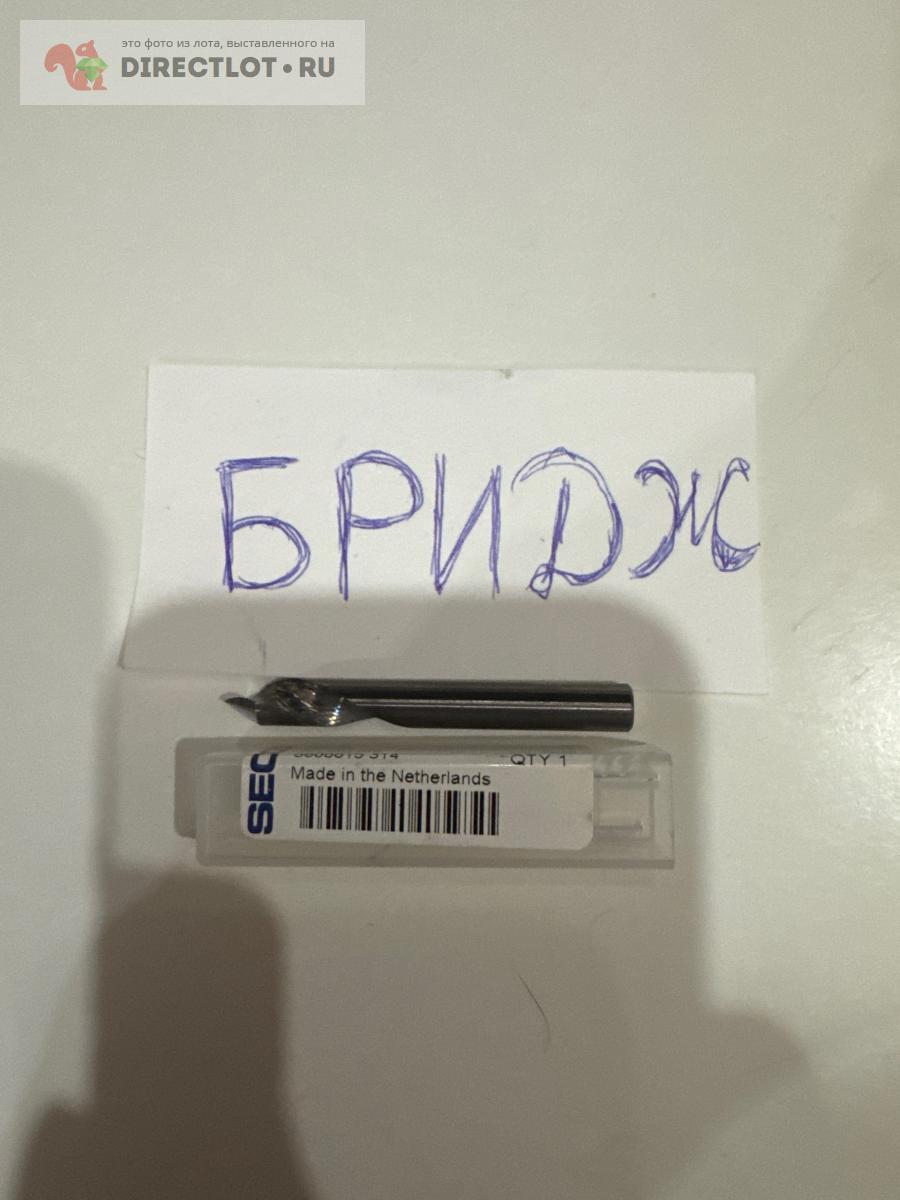 это фото из лота, выставленного на
DIRECTLOT.RU
БРИДЖ
SEC
QTY 1
Made in the Netherlands